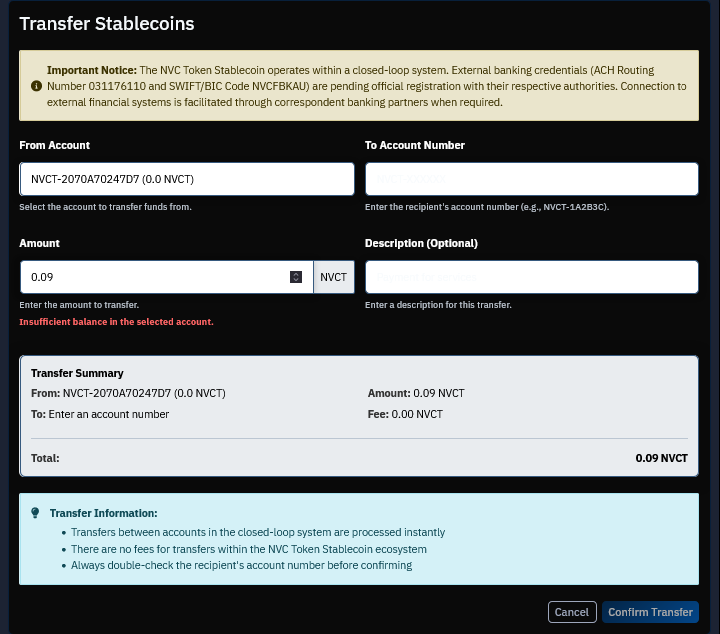 Transfer Stablecoins
Important Notice: The NVC Token Stablecoin operates within a closed-loop system. External banking credentials (ACH Routing
Number 031176110 and SWIFT/BIC Code NVCFBKAU) are pending official registration with their respective authorities. Connection to
external financial systems is facilitated through correspondent banking partners when required.
From Account
To Account Number
NVCT-2070A70247D7 (0.0 NVCT)
Select the account to transfer funds from.
Enter the recipient's account number (e.g., NVCT-1A2B3C).
Amount
Description (Optional)
0.09
NVCT
Enter the amount to transfer.
Enter a description for this transfer.
Insufficient balance in the selected account.
Transfer Summary
From: NVCT-2070A70247D7 (0.0 NVCT)
Amount: 0.09 NVCT
To: Enter an account number
Fee: 0.00 NVCT
Total:
0.09 NVCT
Transfer Information:
• Transfers between accounts in the closed-loop system are processed instantly
• There are no fees for transfers within the NVC Token Stablecoin ecosystem
• Always double-check the recipient's account number before confirming
Cancel
Confirm Transfer